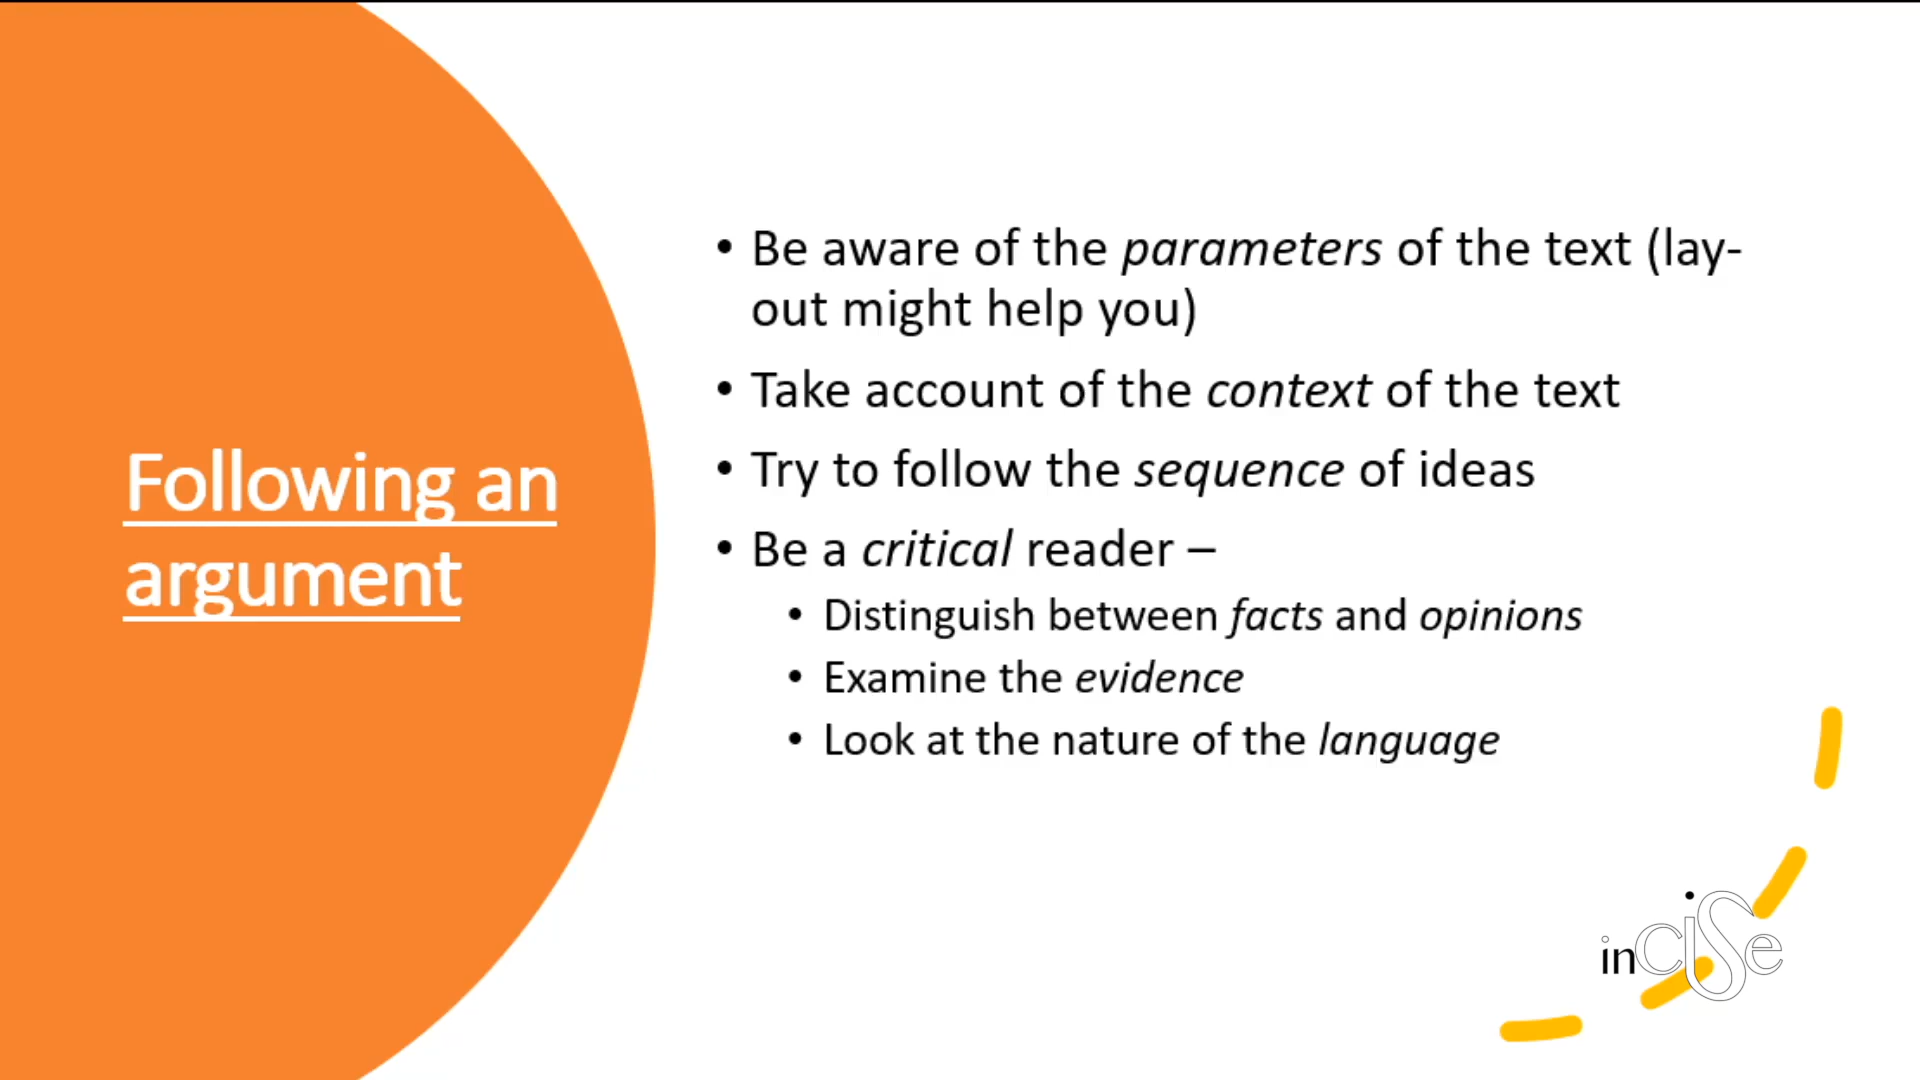 Following an
argument
• Be aware of the parameters of the text (lay-
out might help you)
• Take account of the context of the text
• Try to follow the sequence of ideas
• Be a critical reader –
• Distinguish between facts and opinions
• Examine the evidence
• Look at the nature of the language
inCiSe